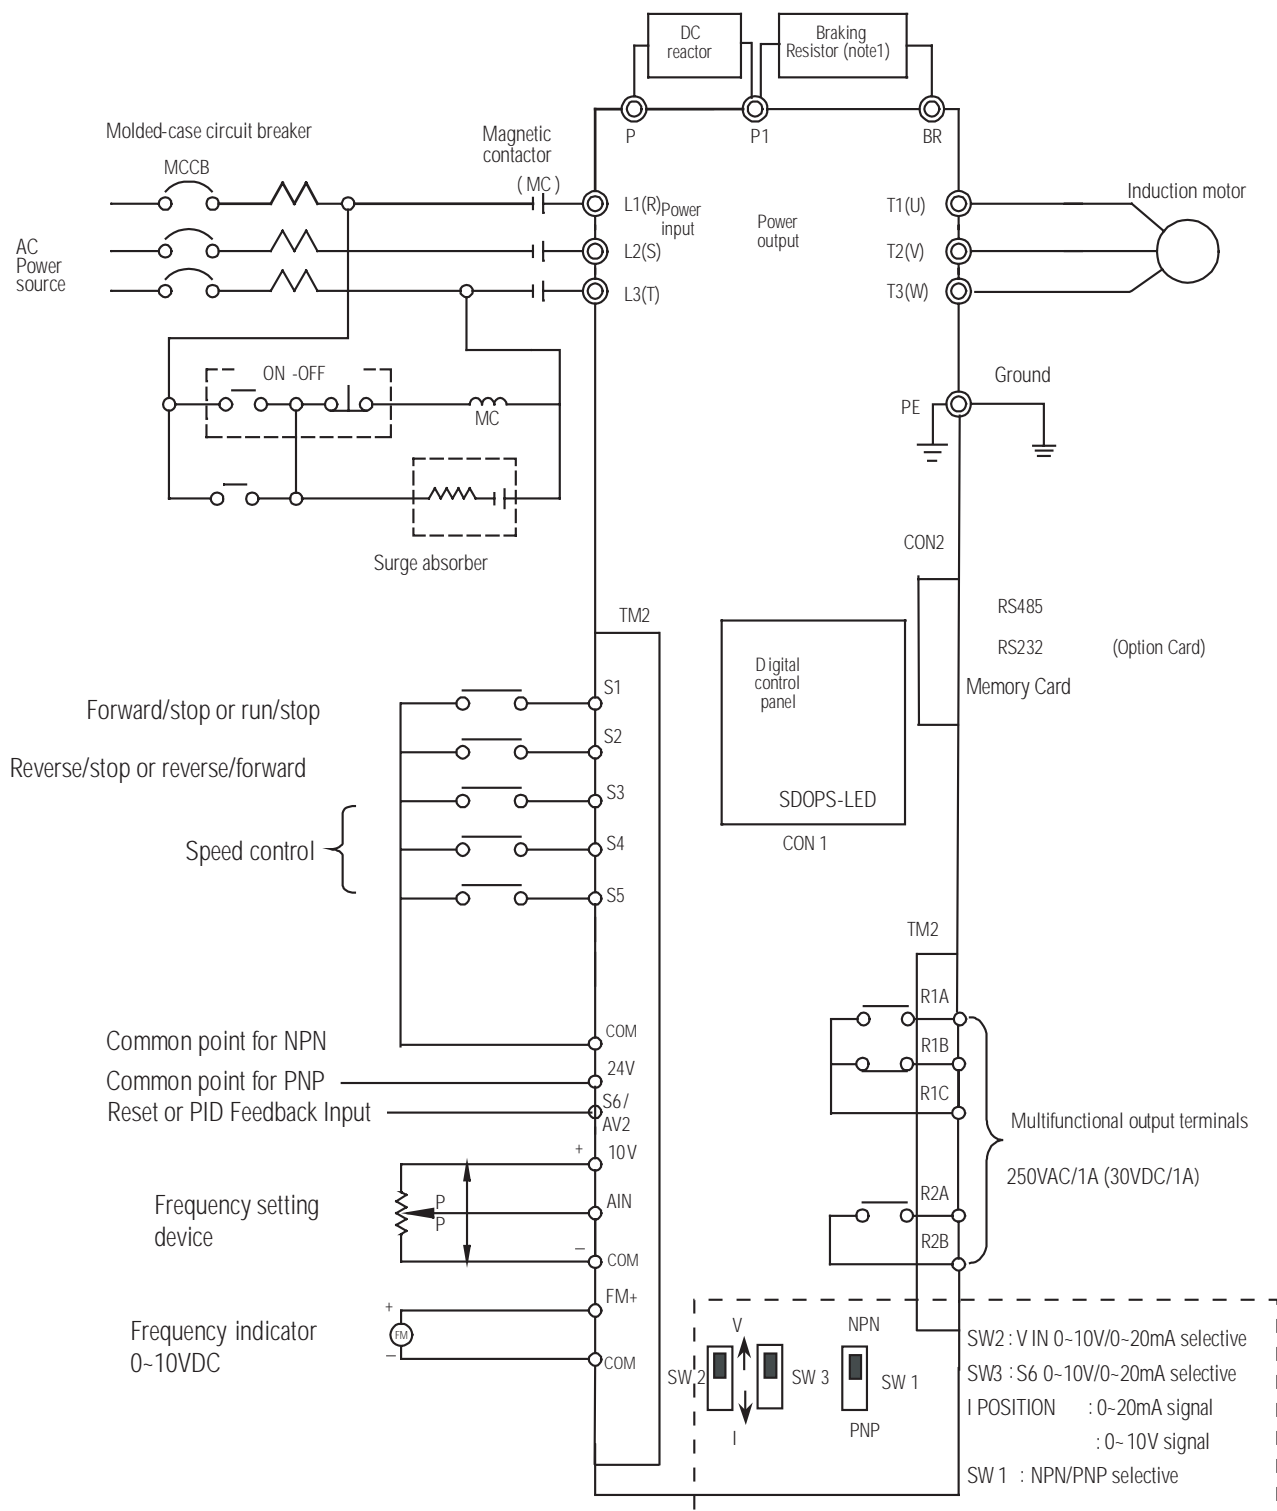 DC
reactor
Braking
Resistor (note1)
P
P1
BR
Molded-case circuit breaker
MCCB
Magnetic
contactor
( MC )
L1(R)
Power
input
Power
output
T1(U)
Induction motor
AC
Power
source
L2(S)
T2(V)
L3(T)
T3(W)
ON -OFF
MC
Ground
PE
Surge absorber
CON2
RS485
RS232
(Option Card)
Memory Card
TM2
Digital
control
panel
SDOPS-LED
CON 1
S1
Forward/stop or run/stop
S2
Reverse/stop or reverse/forward
S3
Speed control
S4
S5
TM2
R1A
R1B
R1C
Multifunctional output terminals
250VAC/1A (30VDC/1A)
R2A
R2B
COM
Common point for NPN
24V
Common point for PNP
S6 /
AV2
Reset or PID Feedback Input
+
10V
Frequency setting
device
P
P
AIN
–
COM
FM+
+
FM
–
Frequency indicator
0~10VDC
COM
V
NPN
SW 2
SW 3
SW 1
I
PNP
SW2 : V IN 0~10V/0~20mA selective
SW3 : S6 0~10V/0~20mA selective
I POSITION : 0~20mA signal
: 0~10V signal
SW 1 : NPN/PNP selective